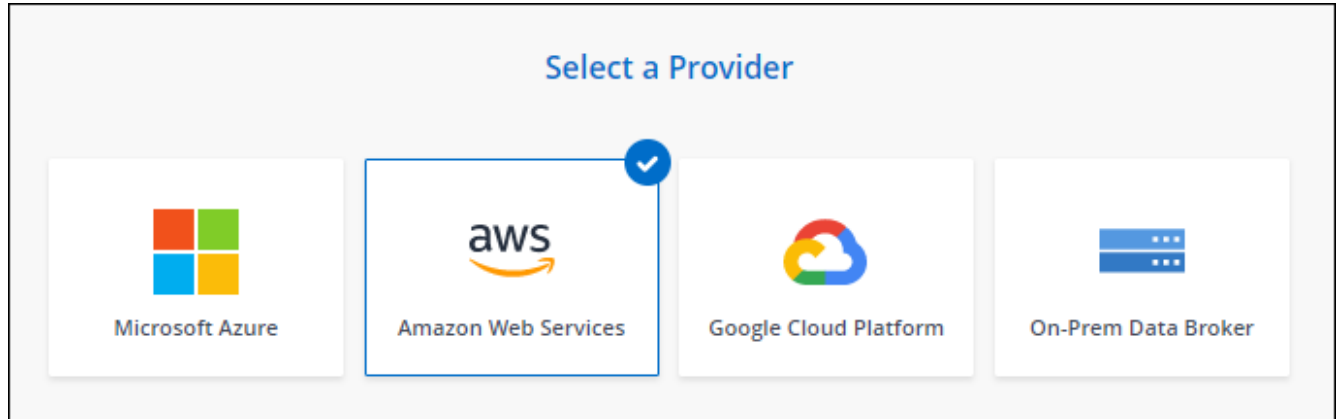 Select a Provider
aws
Microsoft Azure
Amazon Web Services
Google Cloud Platform
On-Prem Data Broker